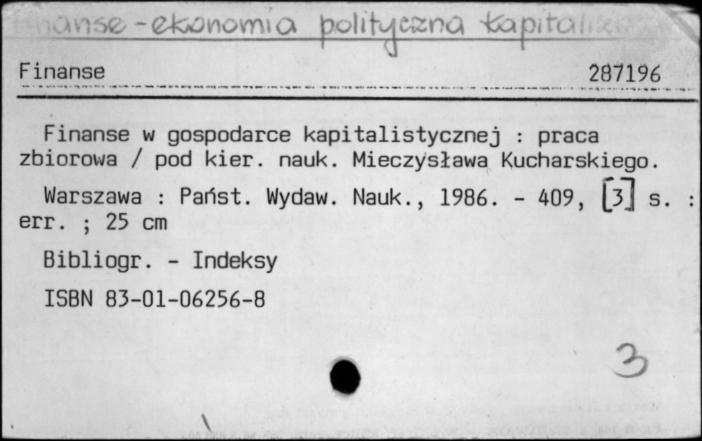 Finanse - ekonomia polityczna kapitaliz
Finanse 287196
Finanse w gospodarce kapitalistycznej : praca
zbiorowa / pod kier. nauk. Mieczysława Kucharskiego.
Warszawa : Państ. Wydaw. Nauk., 1986. - 409, [3] s. :
err. ; 25 cm
Bibliogr. - Indeksy
ISBN 83-01-06256-8
3